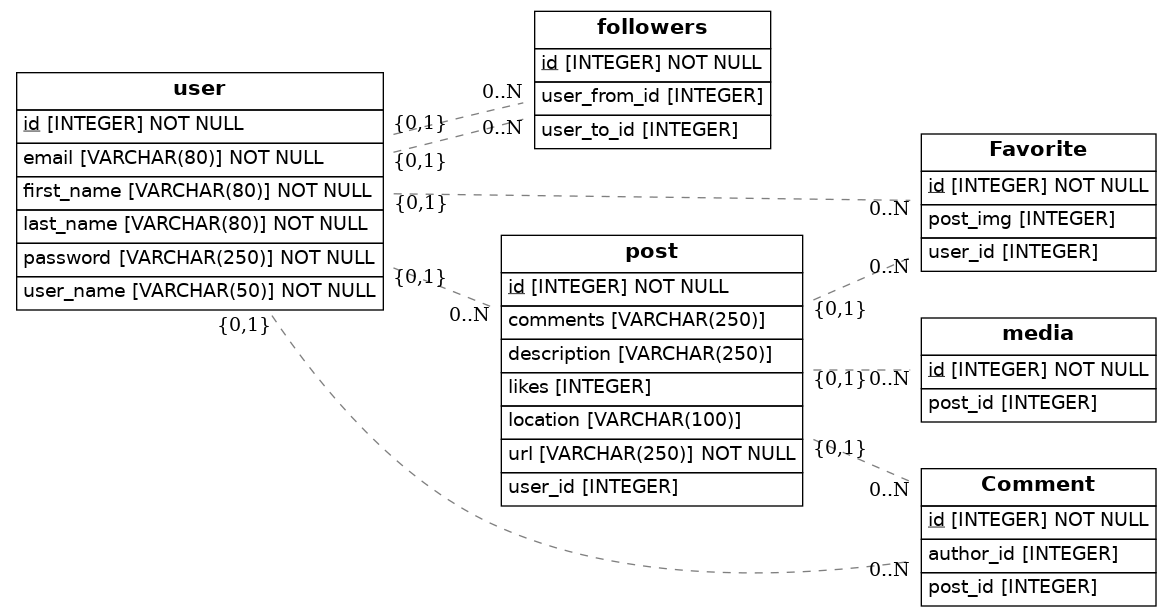 user
id [INTEGER] NOT NULL
email [VARCHAR(80)] NOT NULL
first_name [VARCHAR(80)] NOT NULL
last_name [VARCHAR(80)] NOT NULL
password [VARCHAR(250)] NOT NULL
user_name [VARCHAR(50)] NOT NULL
followers
id [INTEGER] NOT NULL
user_from_id [INTEGER]
user_to_id [INTEGER]
0..N
{0,1}
0..N
{0,1}
{0,1}
0..N
{0,1}
0..N
{0,1}
0..N
post
id [INTEGER] NOT NULL
comments [VARCHAR(250)]
description [VARCHAR(250)]
likes [INTEGER]
location [VARCHAR(100)]
url [VARCHAR(250)] NOT NULL
user_id [INTEGER]
0..N
{0,1}
{0,1}
0..N
{0,1}
0..N
Favorite
id [INTEGER] NOT NULL
post_img [INTEGER]
user_id [INTEGER]
media
id [INTEGER] NOT NULL
post_id [INTEGER]
Comment
id [INTEGER] NOT NULL
author_id [INTEGER]
post_id [INTEGER]